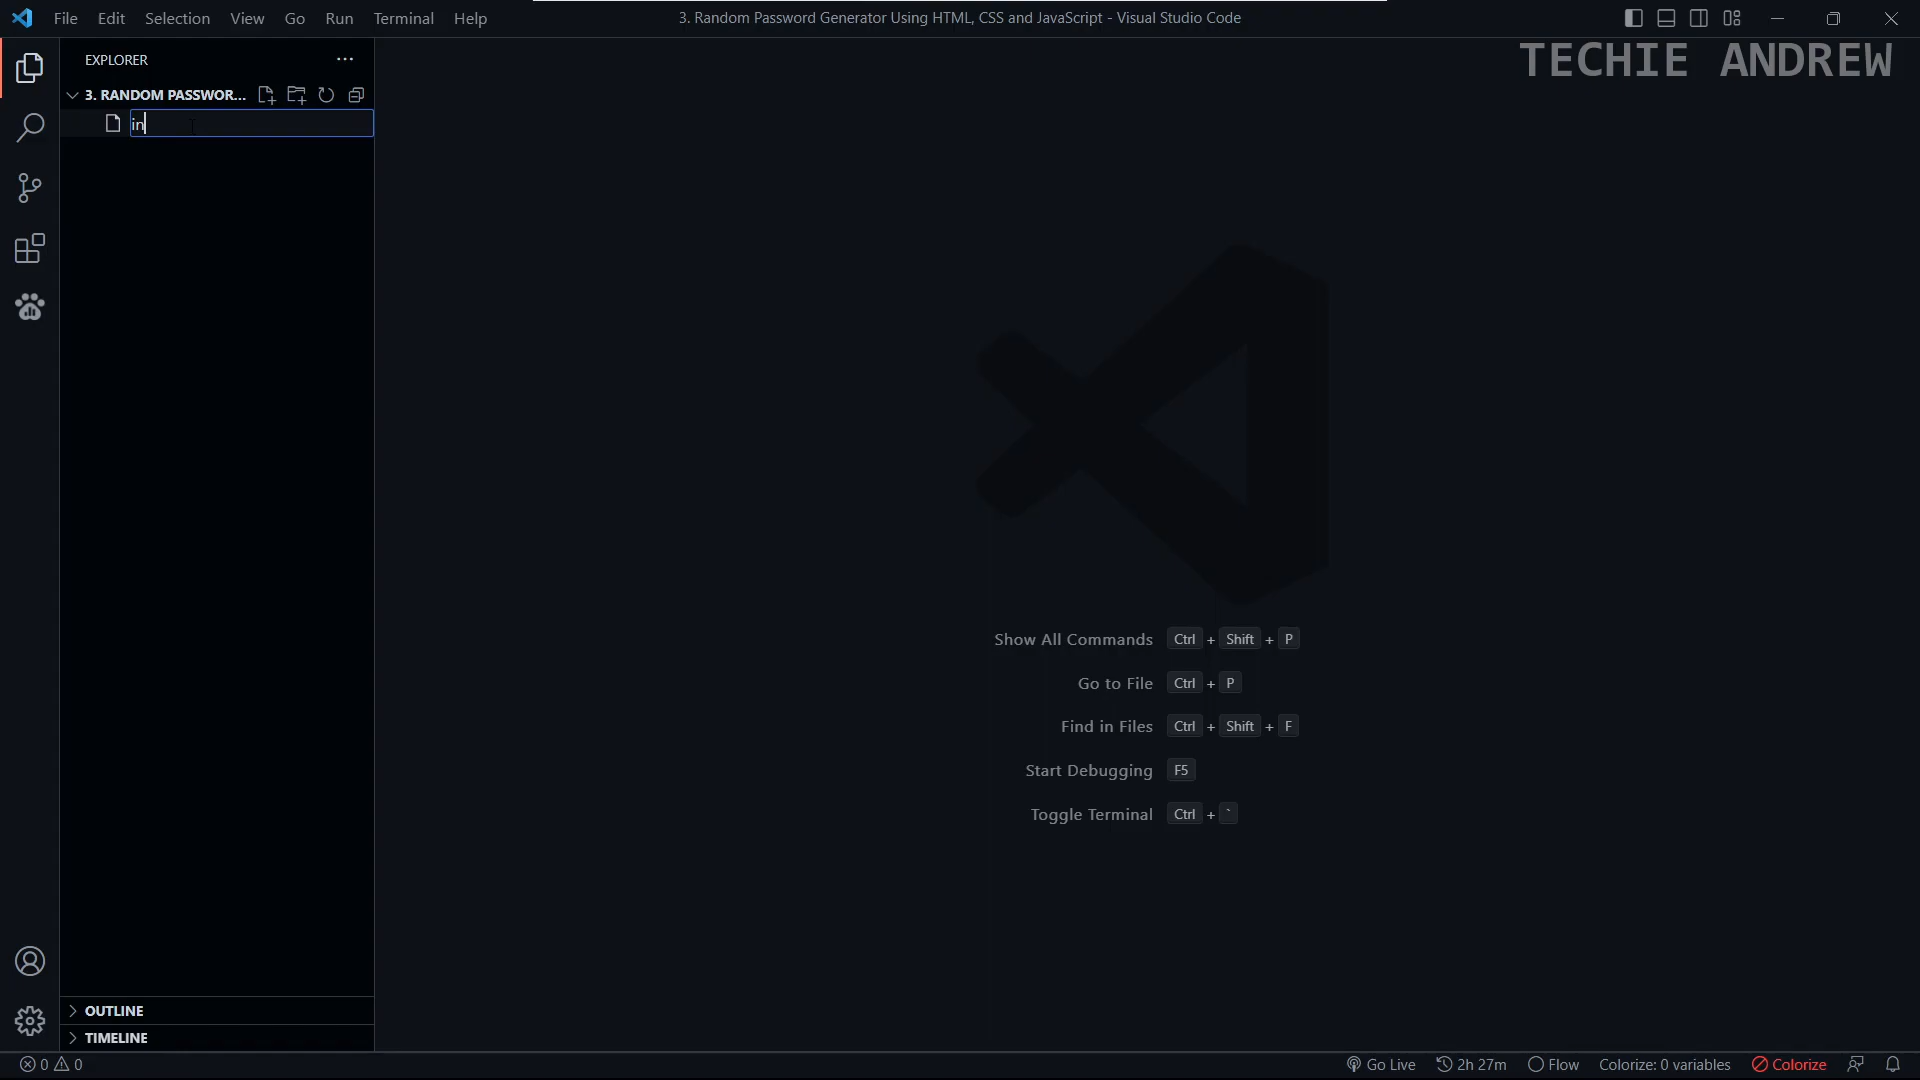 File Edit Selection View Go Run Terminal Help
3. Random Password Generator Using HTML, CSS and JavaScript - Visual Studio Code
TECHIE ANDREW
EXPLORER
3. RANDOM PASSWOR...
in
Show All Commands Ctrl + Shift + P
Go to File Ctrl + P
Find in Files Ctrl + Shift + F
Start Debugging F5
Toggle Terminal Ctrl + `
OUTLINE
TIMELINE
0 0
Go Live 2h 27m Flow Colorize: 0 variables Colorize